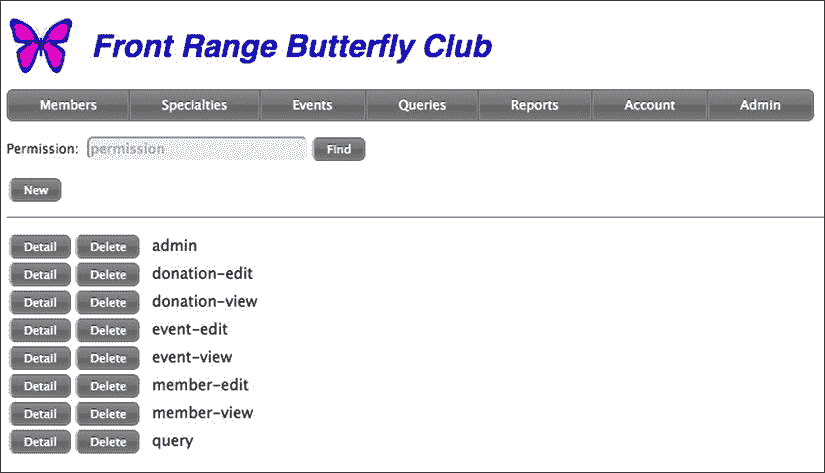 Front Range Butterfly Club
Members Specialties Events Queries Reports Account Admin
Permission: permission Find
New
Detail Delete admin
Detail Delete donation-edit
Detail Delete donation-view
Detail Delete event-edit
Detail Delete event-view
Detail Delete member-edit
Detail Delete member-view
Detail Delete query